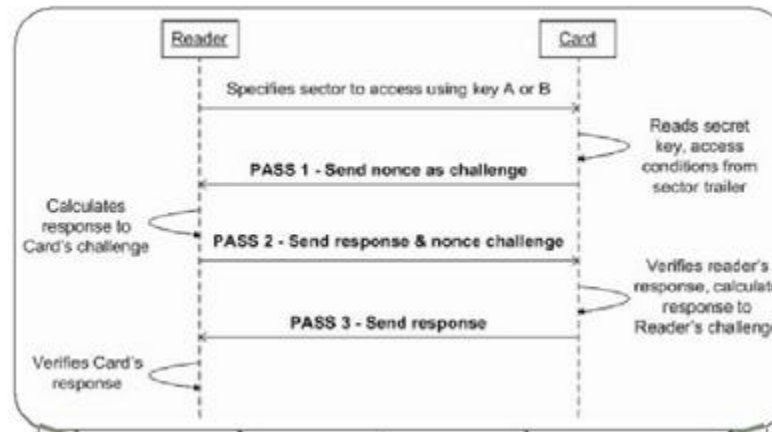 Reader
Card
Specifies sector to access using key A or B
Reads secret
key, access
conditions from
sector trailer
PASS 1 - Send nonce as challenge
Calculates
response to
Card's challenge
PASS 2 - Send response & nonce challenge
Verifies reader's
response, calculate
response to
Reader's challenge
PASS 3 - Send response
Verifies Card's
response